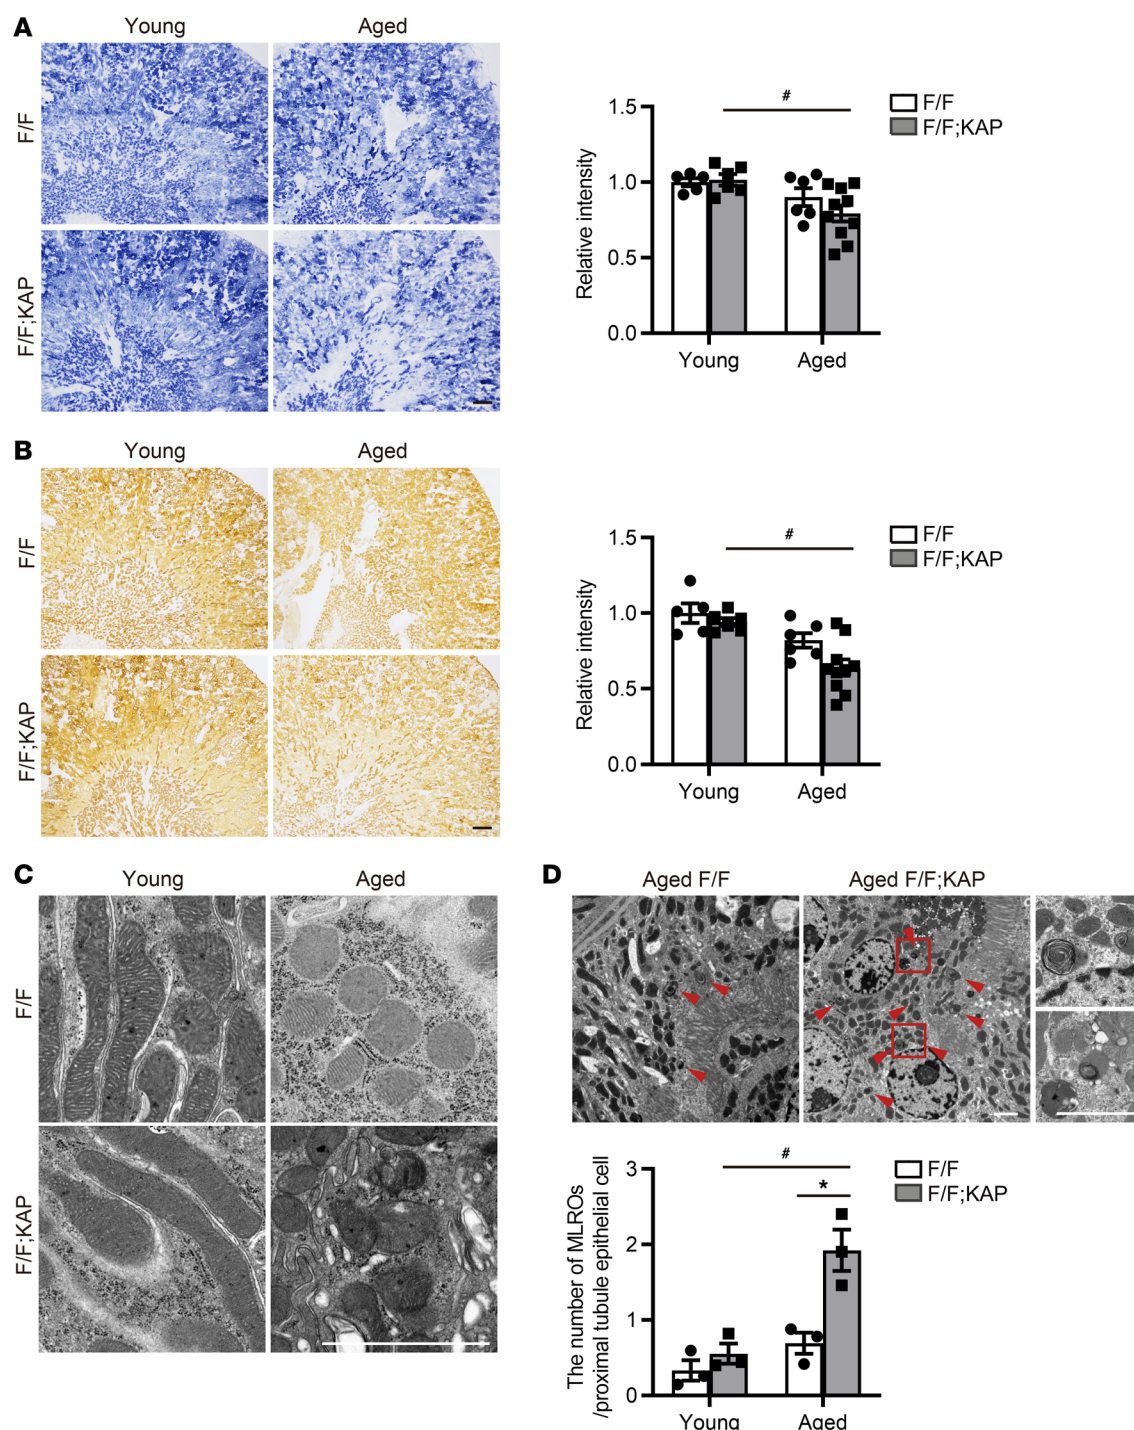 A
Young
Aged
F/F
F/F;KAP
#
F/F
F/F;KAP
1.5
1.0
0.5
0.0
Relative intensity
Young
Aged
B
Young
Aged
F/F
F/F;KAP
#
F/F
F/F;KAP
1.5
1.0
0.5
0.0
Relative intensity
Young
Aged
C
Young
Aged
F/F
F/F;KAP
D
Aged F/F
Aged F/F;KAP
#
*
F/F
F/F;KAP
3
2
1
0
The number of MLROs
/proximal tubule epithelial cell
Young
Aged